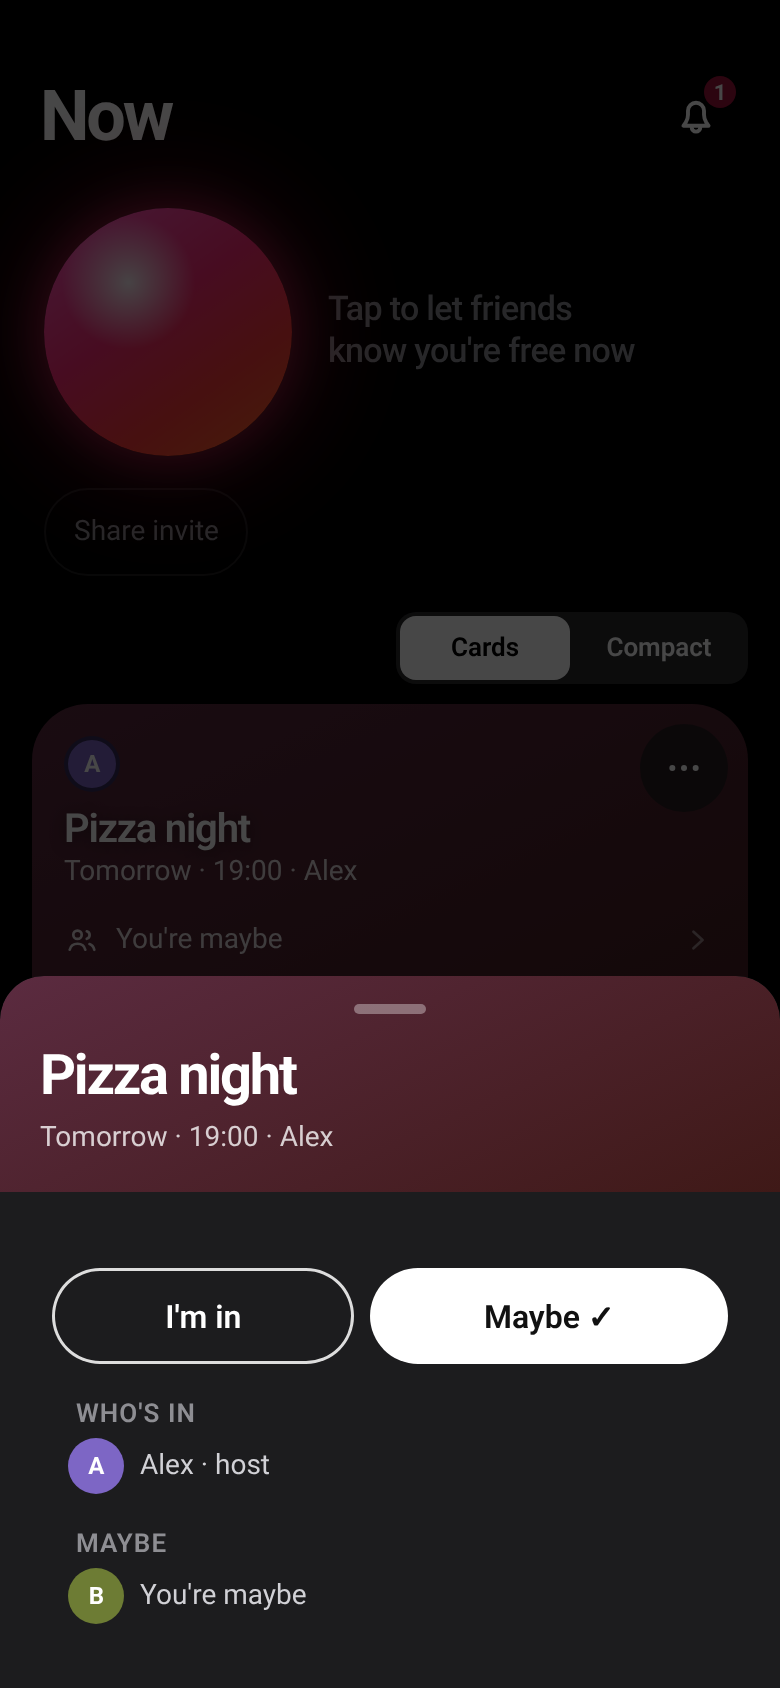 Now
1
Tap to let friends
know you're free now
Share invite
Cards Compact
A
Pizza night
Tomorrow · 19:00 · Alex
You're maybe
Pizza night
Tomorrow · 19:00 · Alex
I'm in
Maybe ✓
WHO'S IN
A Alex · host
MAYBE
B You're maybe